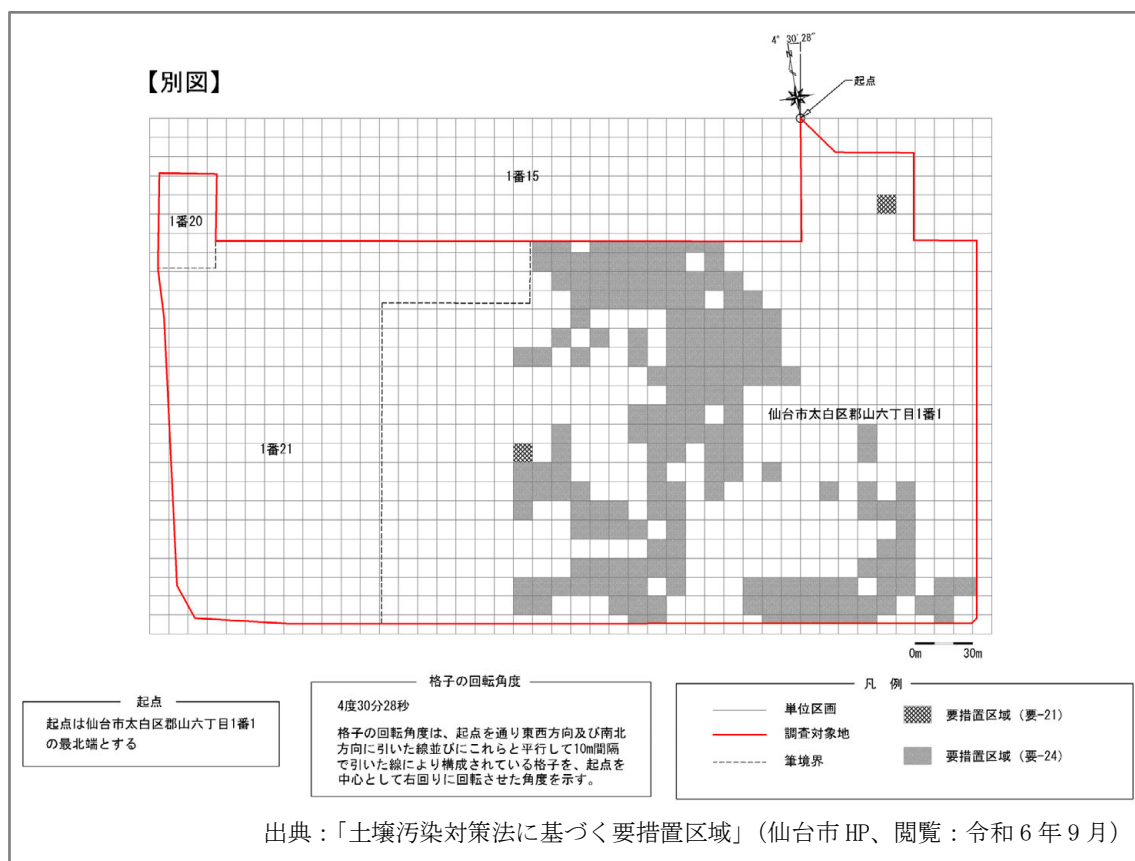 4° 30′ 28″
N
起点
【別図】
1番15
1番20
仙台市太白区郡山六丁目1番1
1番21
0m 30m
起点
起点は仙台市太白区郡山六丁目1番1
の最北端とする
格子の回転角度
4度30分28秒
格子の回転角度は、起点を通り東西方向及び南北
方向に引いた線並びにこれらと平行して10m間隔
で引いた線により構成されている格子を、起点を
中心として右回りに回転させた角度を示す。
凡 例
単位区画
調査対象地
筆境界
要措置区域（要-21）
要措置区域（要-24）
出典：「土壌汚染対策法に基づく要措置区域」（仙台市 HP、閲覧：令和 6 年 9 月）